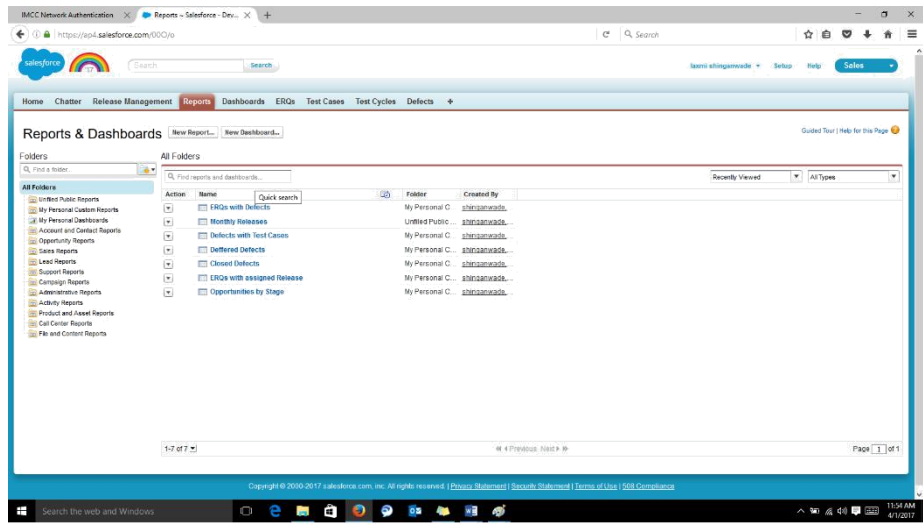 IMCC Network Authentication
Reports ~ Salesforce - Dev...
https://ap4.salesforce.com/00O/o
Search
salesforce
17
Search...
Search
laxmi shinganwade
Setup
Help
Sales
Home Chatter Release Management Reports Dashboards ERQs Test Cases Test Cycles Defects +
Reports & Dashboards
New Report...
New Dashboard...
Guided Tour | Help for this Page
Folders
All Folders
Find a folder...
Find reports and dashboards...
Recently Viewed
All Types
All Folders
Unfiled Public Reports
My Personal Custom Reports
My Personal Dashboards
Account and Contact Reports
Opportunity Reports
Sales Reports
Lead Reports
Support Reports
Campaign Reports
Administrative Reports
Activity Reports
Product and Asset Reports
Call Center Reports
File and Content Reports
Action Name Folder Created By
Quick search
ERQs with Defects My Personal C... shinganwade,...
Monthly Releases Unfiled Public ... shinganwade,...
Defects with Test Cases My Personal C... shinganwade,...
Deffered Defects My Personal C... shinganwade,...
Closed Defects My Personal C... shinganwade,...
ERQs with assigned Release My Personal C... shinganwade,...
Opportunities by Stage My Personal C... shinganwade,...
1-7 of 7
Previous Next
Page 1 of 1
Copyright © 2000-2017 salesforce.com, inc. All rights reserved. | Privacy Statement | Security Statement | Terms of Use | 508 Compliance
Search the web and Windows
11:54 AM
4/1/2017